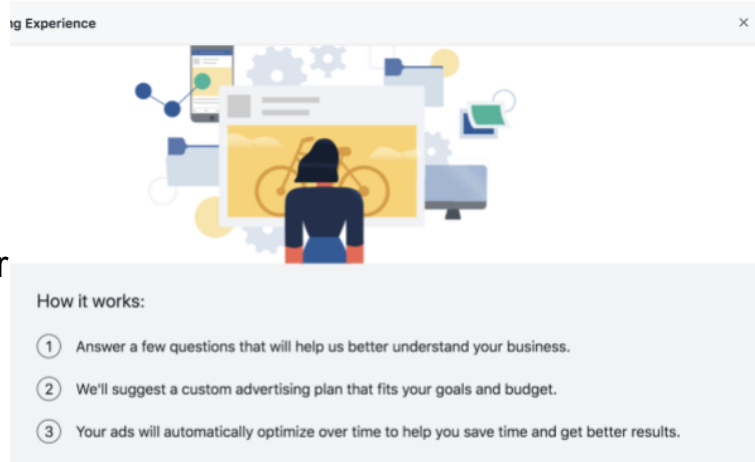 ng Experience
r
How it works:
1 Answer a few questions that will help us better understand your business.
2 We'll suggest a custom advertising plan that fits your goals and budget.
3 Your ads will automatically optimize over time to help you save time and get better results.